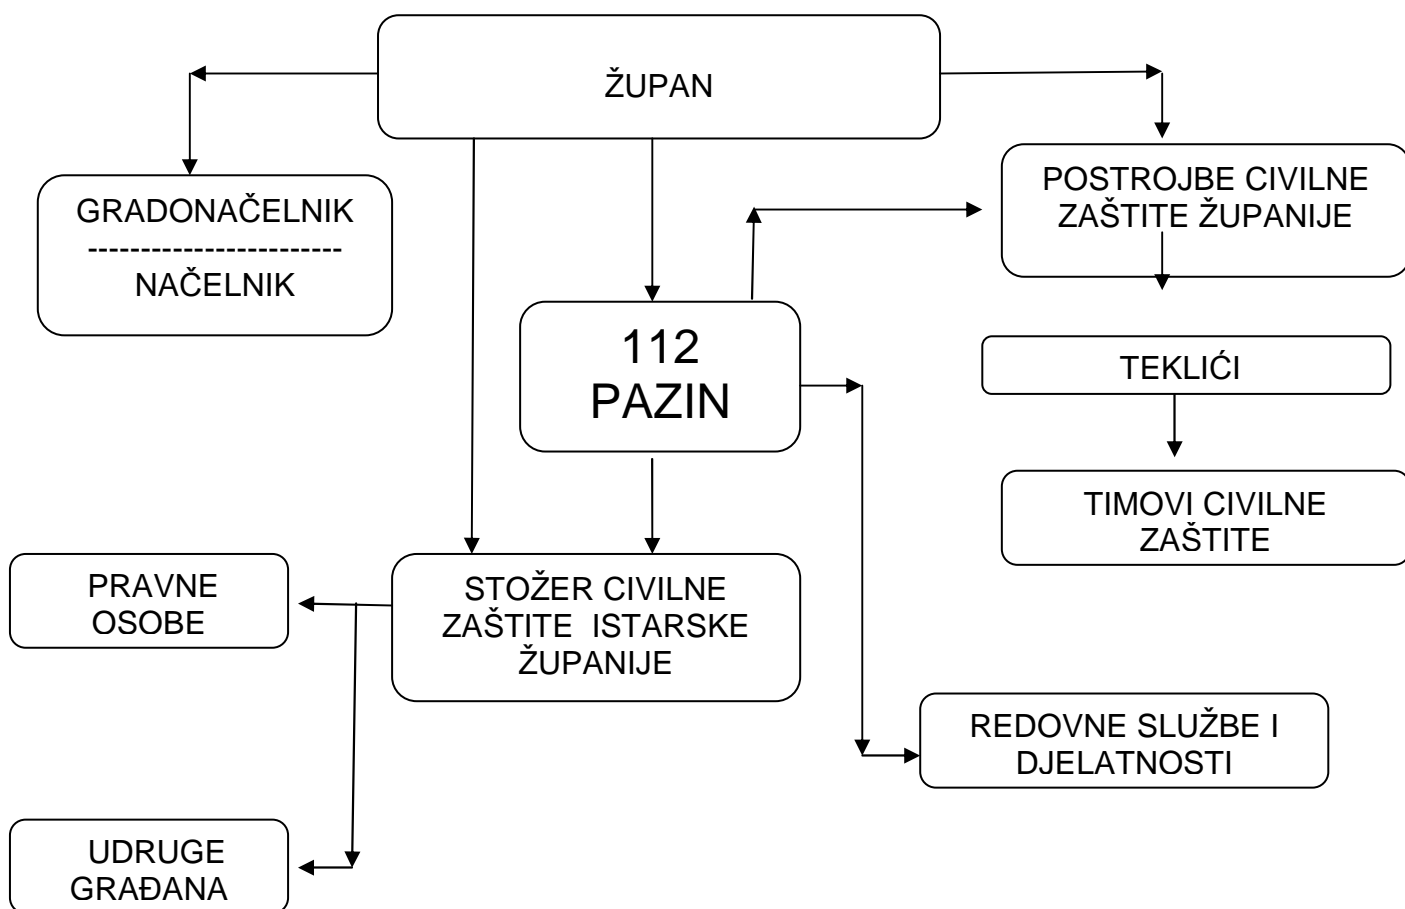 ŽUPAN
GRADONAČELNIK
------------------------
NAČELNIK
POSTROJBE CIVILNE
ZAŠTITE ŽUPANIJE
112
PAZIN
TEKLIĆI
TIMOVI CIVILNE
ZAŠTITE
PRAVNE
OSOBE
STOŽER CIVILNE
ZAŠTITE ISTARSKE
ŽUPANIJE
REDOVNE SLUŽBE I
DJELATNOSTI
UDRUGE
GRAĐANA